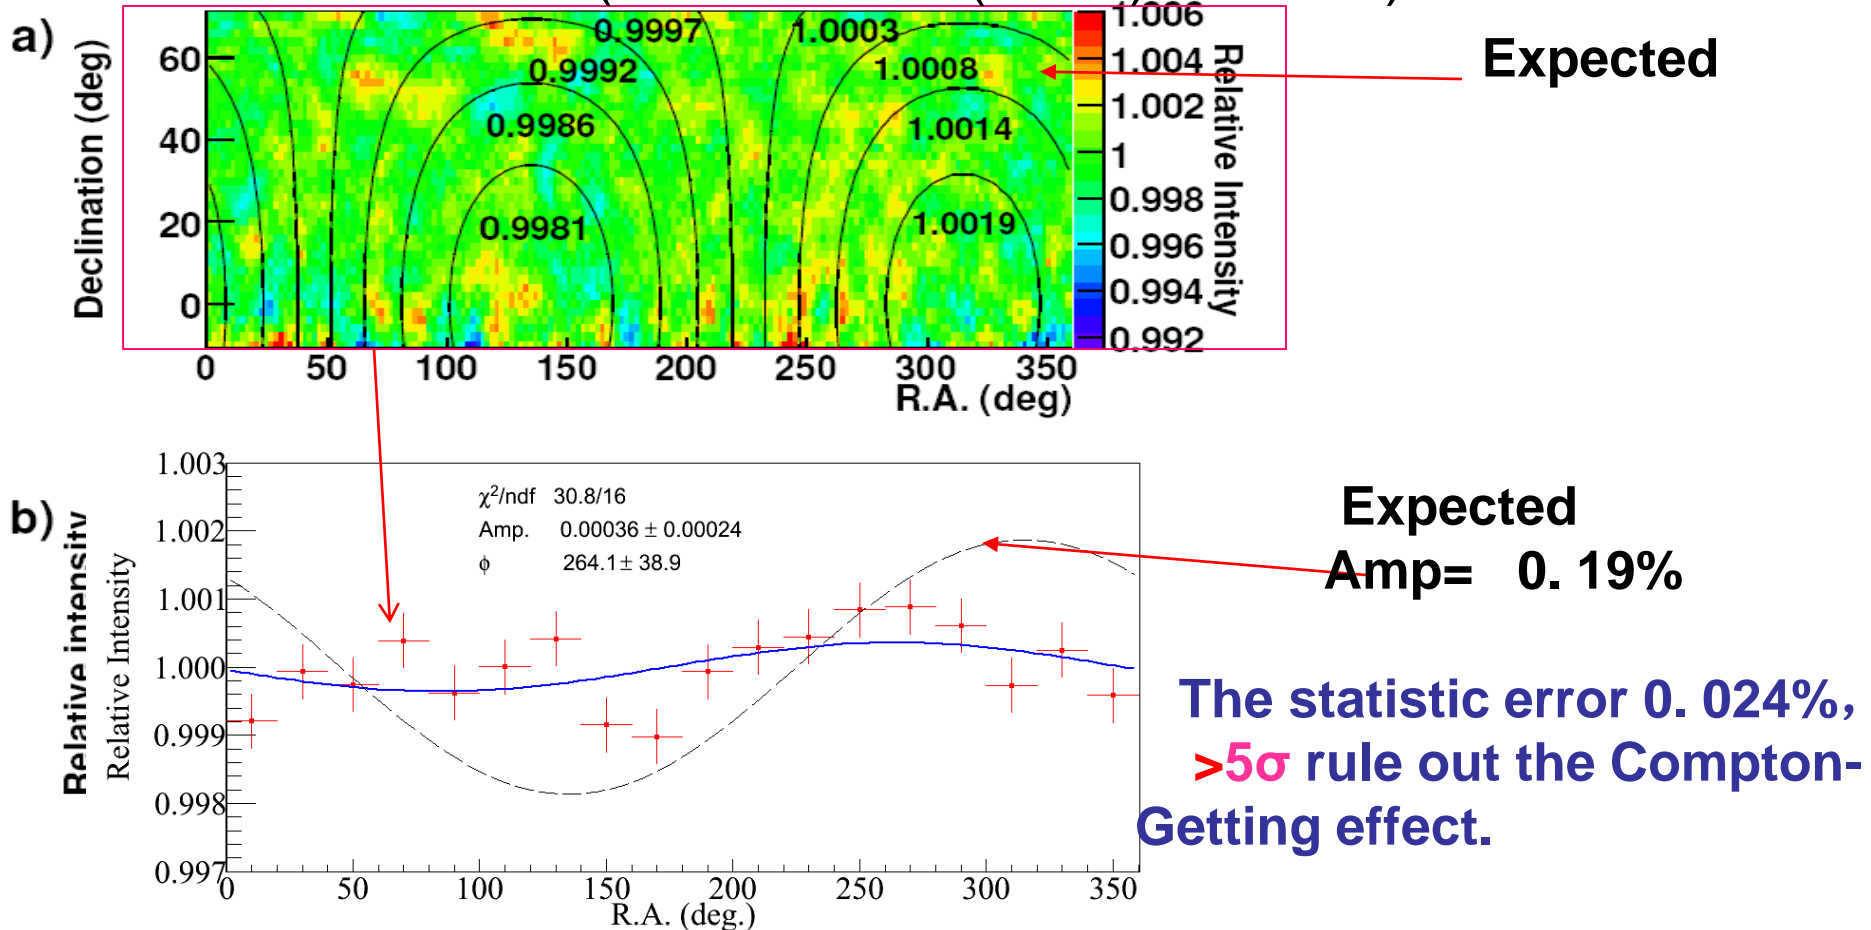 a)
Declination (deg)
60
40
20
0
0.9997
1.0003
0.9992
1.0008
0.9986
1.0014
0.9981
1.0019
0
50
100
150
200
250
300
350
R.A. (deg)
1.006
1.004
1.002
1
0.998
0.996
0.994
0.992
Relative Intensity
Expected
b)
Relative intensity
Relative Intensity
1.003
1.002
1.001
1.000
0.999
0.998
0.997
χ²/ndf 30.8/16
Amp. 0.00036 ± 0.00024
ϕ 264.1 ± 38.9
0
50
100
150
200
250
300
350
R.A. (deg.)
Expected
Amp= 0. 19%
The statistic error 0. 024%,
>5σ rule out the Compton-
Getting effect.